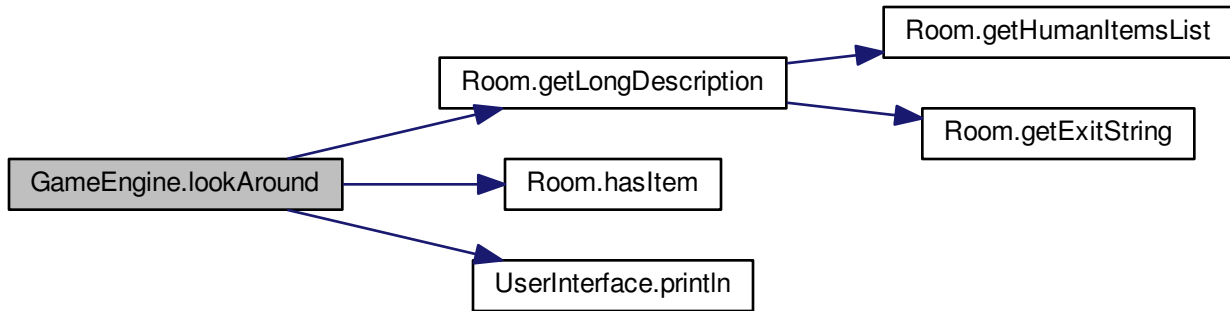 Room.getHumanItemsList
Room.getLongDescription
Room.getExitString
GameEngine.lookAround
Room.hasItem
UserInterface.println